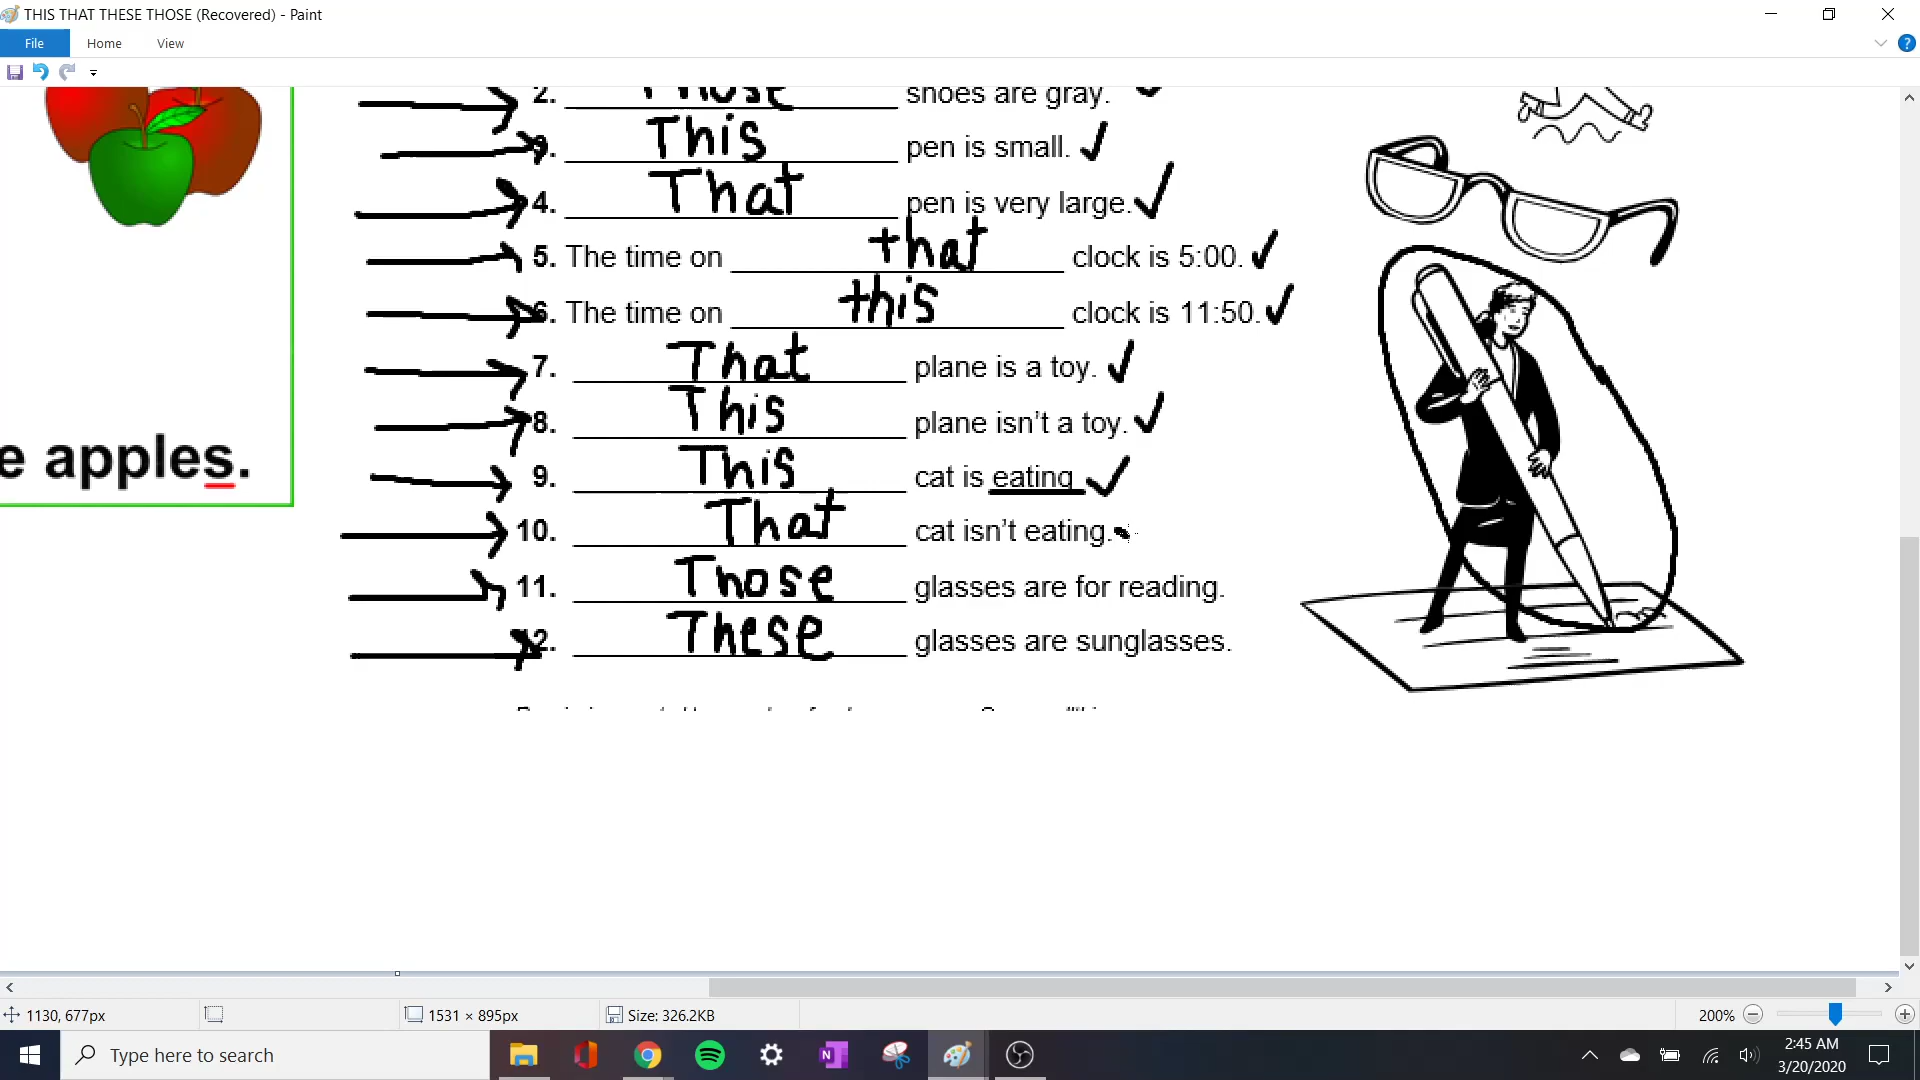 THIS THAT THESE THOSE (Recovered) - Paint
File Home View
2. Those shoes are gray.
This pen is small.
4. That pen is very large.
5. The time on that clock is 5:00.
6. The time on this clock is 11:50.
7. That plane is a toy.
8. This plane isn't a toy.
e apples.
9. This cat is eating
10. That cat isn't eating.
11. Those glasses are for reading.
12. These glasses are sunglasses.
1130, 677px 1531 × 895px Size: 326.2KB 200%
Type here to search
2:45 AM
3/20/2020